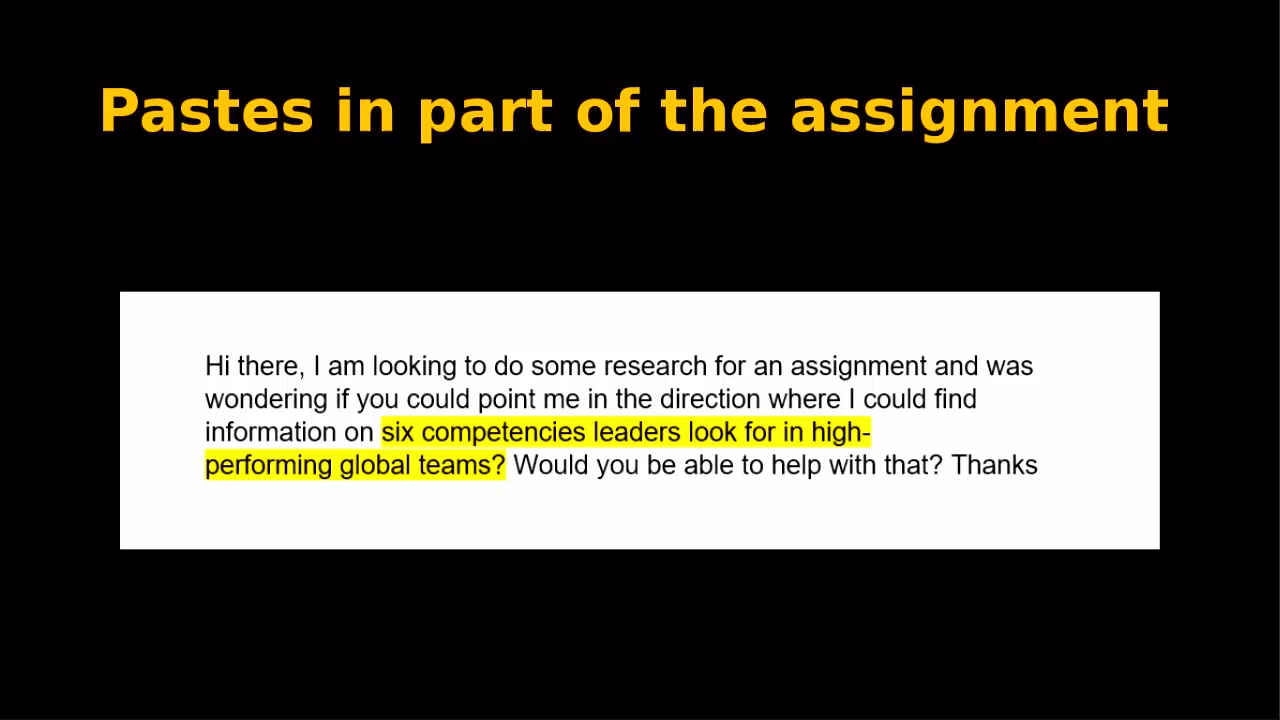 Pastes in part of the assignment
Hi there, I am looking to do some research for an assignment and was
wondering if you could point me in the direction where I could find
information on six competencies leaders look for in high-
performing global teams? Would you be able to help with that? Thanks